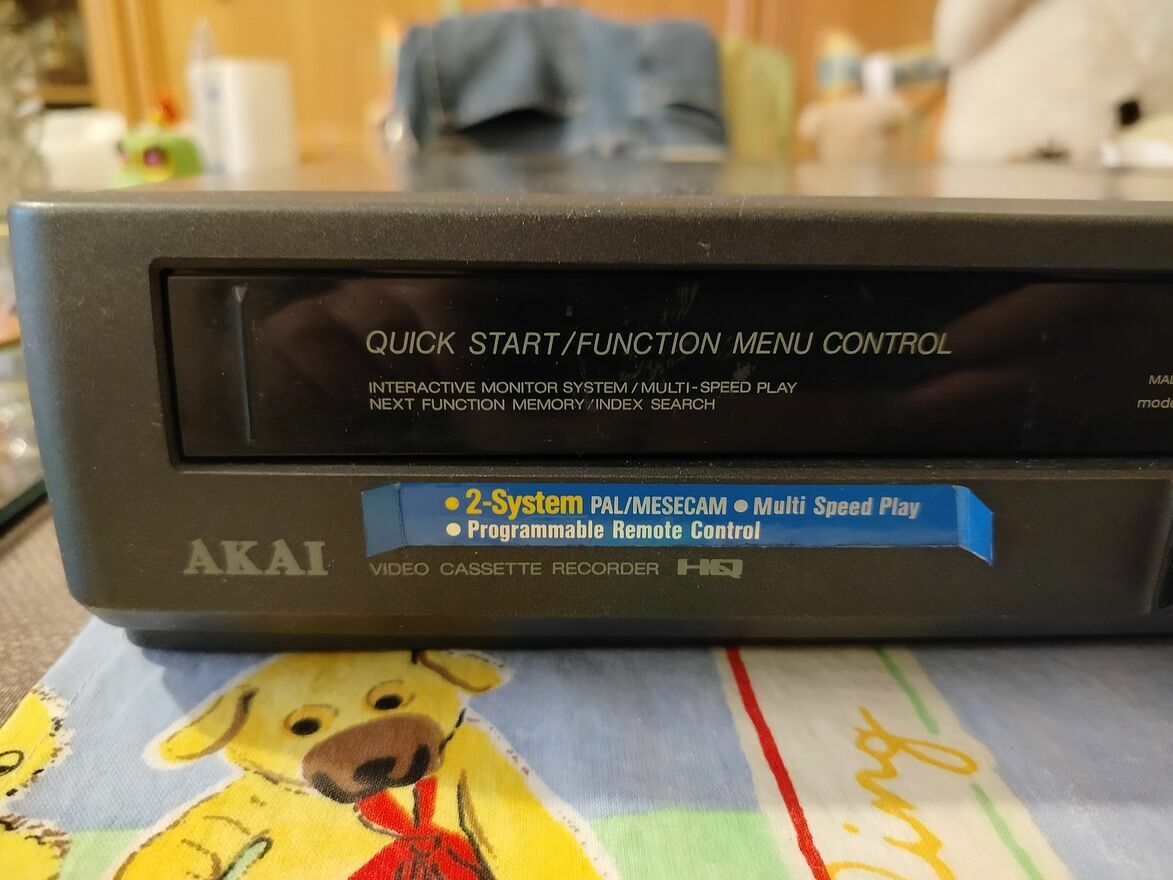 QUICK START/FUNCTION MENU CONTROL
INTERACTIVE MONITOR SYSTEM/MULTI-SPEED PLAY
NEXT FUNCTION MEMORY/INDEX SEARCH
• 2-System PAL/MESECAM • Multi Speed Play
• Programmable Remote Control
AKAI
VIDEO CASSETTE RECORDER HQ